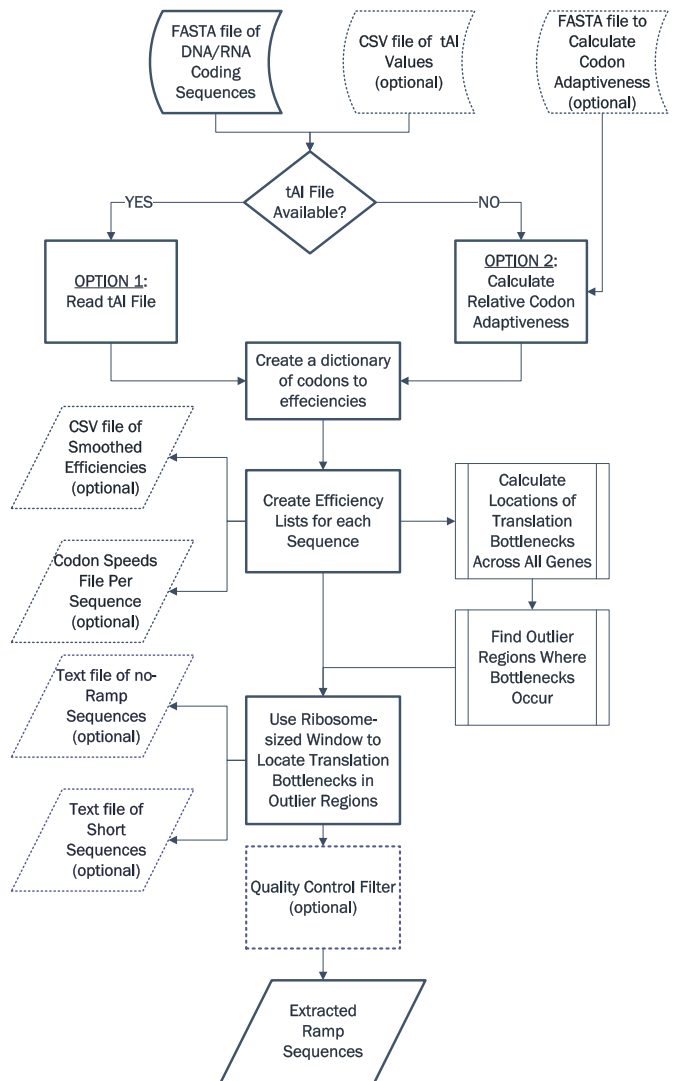 FASTA file of
DNA/RNA
Coding
Sequences
CSV file of tAI
Values
(optional)
FASTA file to
Calculate
Codon
Adaptiveness
(optional)
tAI File
Available?
YES
NO
OPTION 1:
Read tAI File
OPTION 2:
Calculate
Relative Codon
Adaptiveness
Create a dictionary
of codons to
effeciencies
CSV file of
Smoothed
Efficiencies
(optional)
Create Efficiency
Lists for each
Sequence
Calculate
Locations of
Translation
Bottlenecks
Across All Genes
Codon Speeds
File Per
Sequence
(optional)
Find Outlier
Regions Where
Bottlenecks
Occur
Text file of no-
Ramp
Sequences
(optional)
Use Ribosome-
sized Window to
Locate Translation
Bottlenecks in
Outlier Regions
Text file of
Short
Sequences
(optional)
Quality Control Filter
(optional)
Extracted
Ramp
Sequences